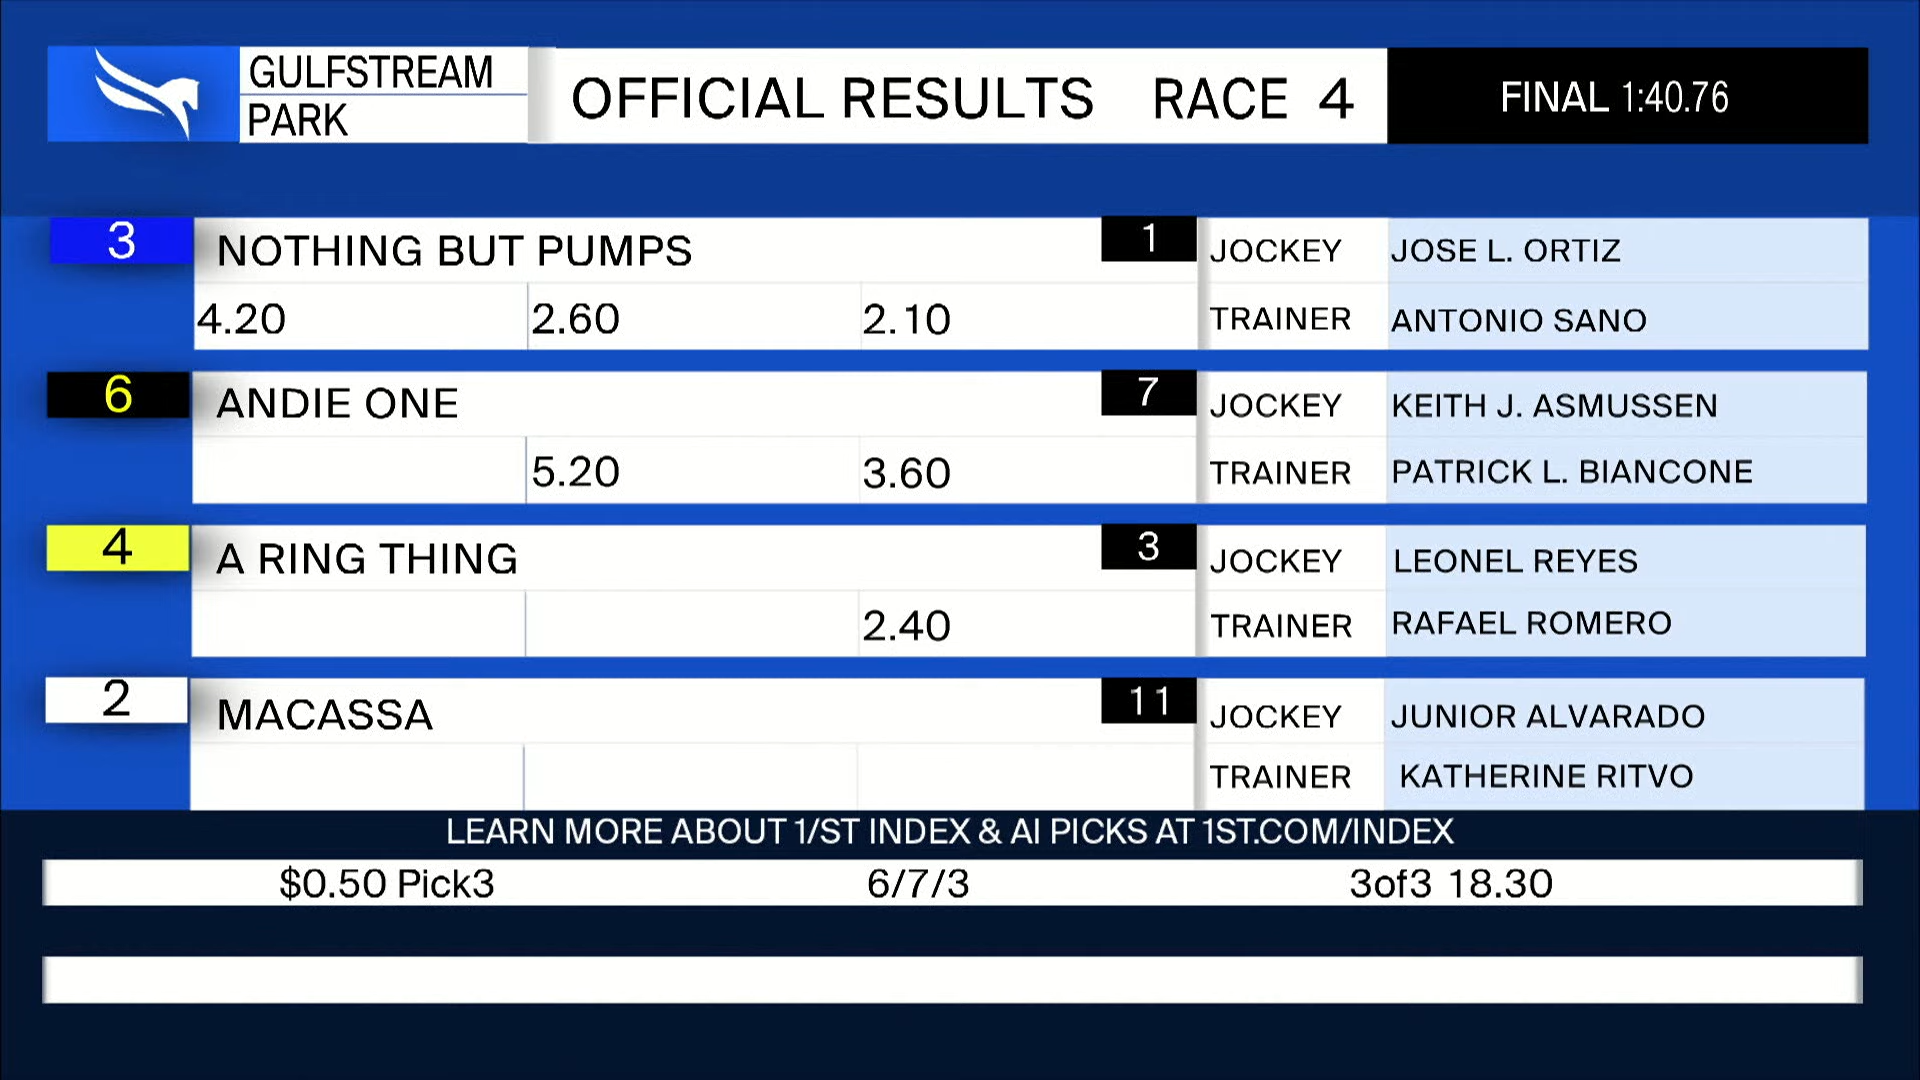 GULFSTREAM
PARK
OFFICIAL RESULTS RACE 4
FINAL 1:40.76
3 NOTHING BUT PUMPS 1 JOCKEY JOSE L. ORTIZ
4.20 2.60 2.10 TRAINER ANTONIO SANO
6 ANDIE ONE 7 JOCKEY KEITH J. ASMUSSEN
5.20 3.60 TRAINER PATRICK L. BIANCONE
4 A RING THING 3 JOCKEY LEONEL REYES
2.40 TRAINER RAFAEL ROMERO
2 MACASSA 11 JOCKEY JUNIOR ALVARADO
TRAINER KATHERINE RITVO
LEARN MORE ABOUT 1/ST INDEX & AI PICKS AT 1ST.COM/INDEX
$0.50 Pick3 6/7/3 3of3 18.30